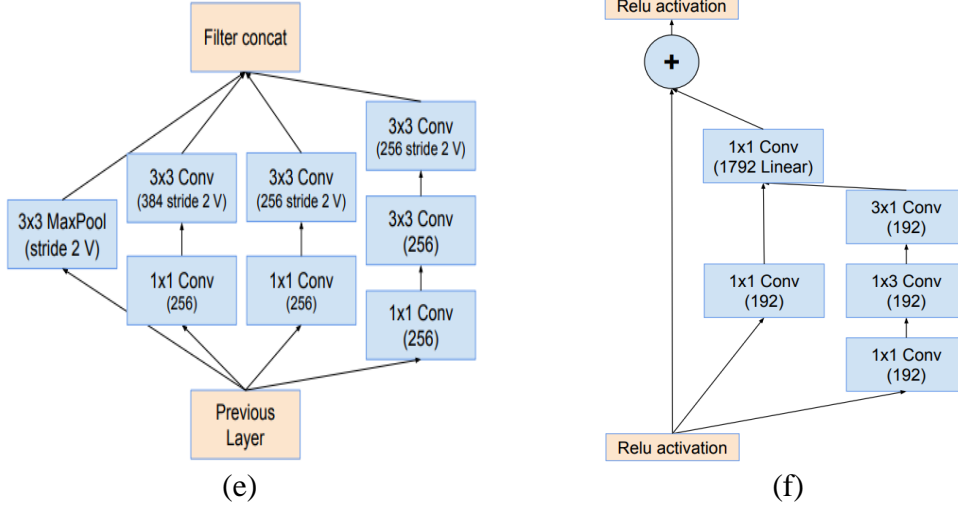 Filter concat
3x3 Conv
(256 stride 2 V)
3x3 Conv
(384 stride 2 V)
3x3 Conv
(256 stride 2 V)
3x3 MaxPool
(stride 2 V)
3x3 Conv
(256)
1x1 Conv
(256)
1x1 Conv
(256)
1x1 Conv
(256)
Previous
Layer
(e)
Relu activation
+
1x1 Conv
(1792 Linear)
3x1 Conv
(192)
1x1 Conv
(192)
1x3 Conv
(192)
1x1 Conv
(192)
Relu activation
(f)